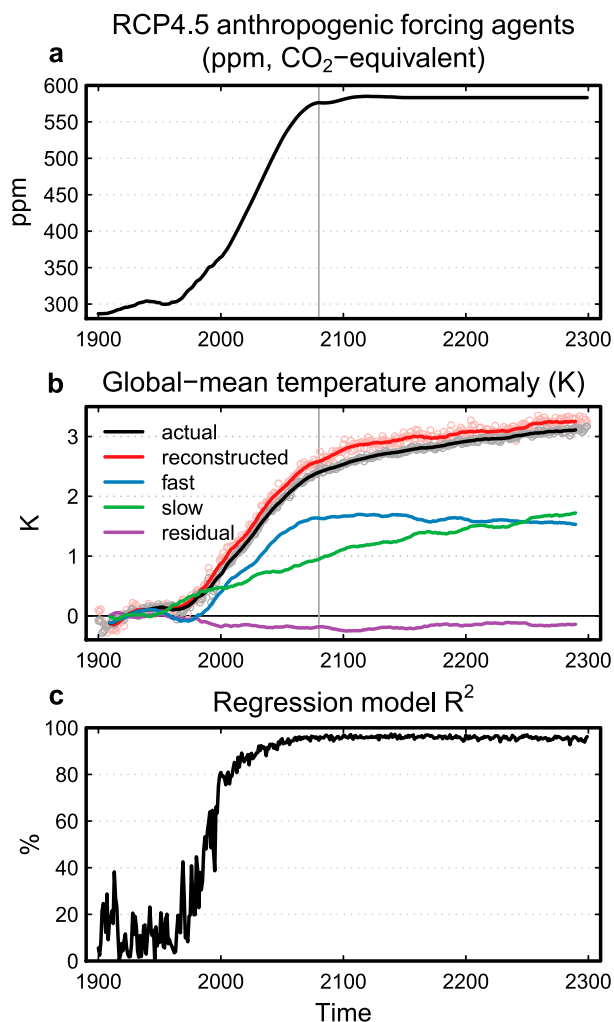 RCP4.5 anthropogenic forcing agents
a (ppm, CO₂−equivalent)
600
550
500
450
400
350
300
ppm
1900 2000 2100 2200 2300
b Global−mean temperature anomaly (K)
3
2
1
0
K
actual
reconstructed
fast
slow
residual
1900 2000 2100 2200 2300
c Regression model R²
100
80
60
40
20
0
%
1900 2000 2100 2200 2300
Time